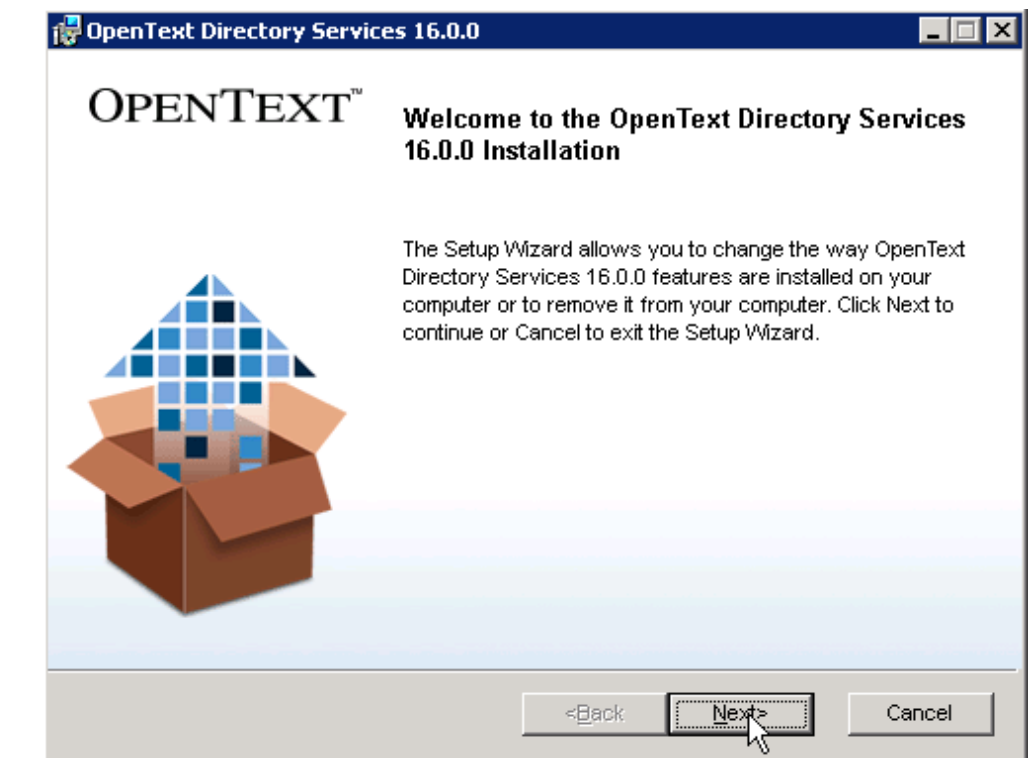 OpenText Directory Services 16.0.0
OPENTEXT™
Welcome to the OpenText Directory Services
16.0.0 Installation
The Setup Wizard allows you to change the way OpenText
Directory Services 16.0.0 features are installed on your
computer or to remove it from your computer. Click Next to
continue or Cancel to exit the Setup Wizard.
<Back
Next>
Cancel